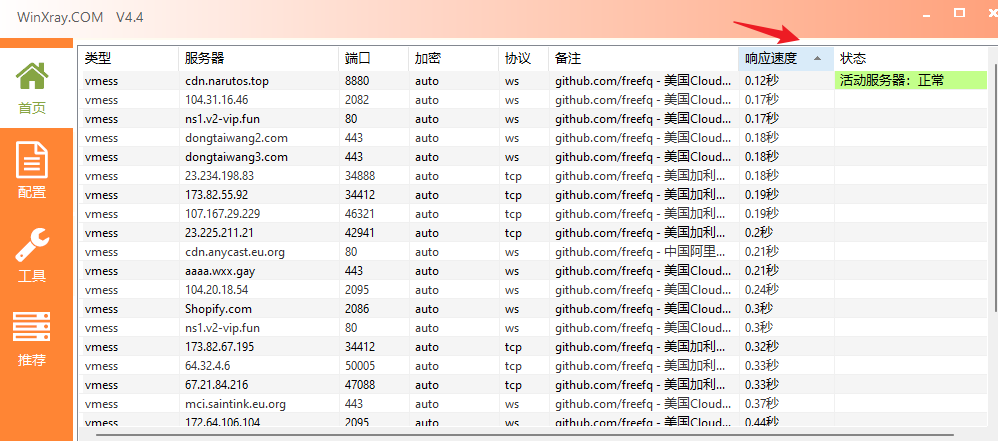 WinXray.COM V4.4
类型 服务器 端口 加密 协议 备注 响应速度 状态
vmess cdn.narutos.top 8880 auto ws github.com/freefq - 美国Cloud... 0.12秒 活动服务器：正常
vmess 104.31.16.46 2082 auto ws github.com/freefq - 美国Cloud... 0.17秒
vmess ns1.v2-vip.fun 80 auto ws github.com/freefq - 美国Cloud... 0.17秒
vmess dongtaiwang2.com 443 auto ws github.com/freefq - 美国Cloud... 0.18秒
vmess dongtaiwang3.com 443 auto ws github.com/freefq - 美国Cloud... 0.18秒
vmess 23.234.198.83 34888 auto tcp github.com/freefq - 美国加利... 0.18秒
vmess 173.82.55.92 34412 auto tcp github.com/freefq - 美国加利... 0.19秒
vmess 107.167.29.229 46321 auto tcp github.com/freefq - 美国加利... 0.19秒
vmess 23.225.211.21 42941 auto tcp github.com/freefq - 美国加利... 0.2秒
vmess cdn.anycast.eu.org 80 auto ws github.com/freefq - 中国阿里... 0.21秒
vmess aaaa.wxx.gay 443 auto ws github.com/freefq - 美国Cloud... 0.21秒
vmess 104.20.18.54 2095 auto ws github.com/freefq - 美国Cloud... 0.24秒
vmess Shopify.com 2086 auto ws github.com/freefq - 美国Cloud... 0.3秒
vmess ns1.v2-vip.fun 80 auto ws github.com/freefq - 美国Cloud... 0.3秒
vmess 173.82.67.195 34412 auto tcp github.com/freefq - 美国加利... 0.32秒
vmess 64.32.4.6 50005 auto tcp github.com/freefq - 美国加利... 0.33秒
vmess 67.21.84.216 47088 auto tcp github.com/freefq - 美国加利... 0.33秒
vmess mci.saintink.eu.org 443 auto ws github.com/freefq - 美国Cloud... 0.37秒
vmess 172.64.106.104 2095 auto ws github.com/freefq - 美国Cloud... 0.44秒
首页
配置
工具
推荐